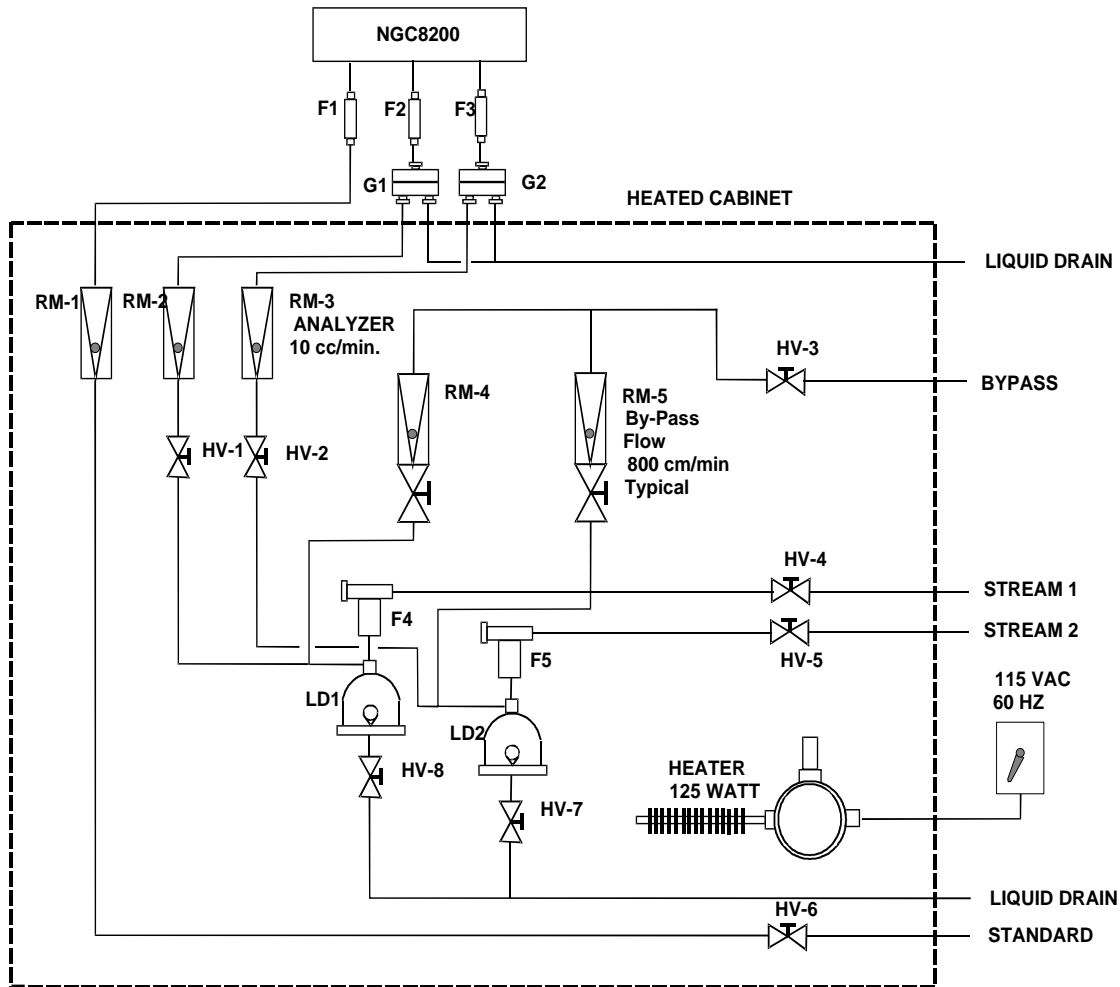 NGC8200
F1
F2
F3
G1
G2
HEATED CABINET
LIQUID DRAIN
RM-1
RM-2
RM-3
ANALYZER
10 cc/min.
HV-3
BYPASS
RM-4
RM-5
By-Pass
Flow
800 cm/min
Typical
HV-1
HV-2
HV-4
STREAM 1
F4
STREAM 2
F5
HV-5
LD1
LD2
115 VAC
60 HZ
HV-8
HEATER
125 WATT
HV-7
LIQUID DRAIN
HV-6
STANDARD